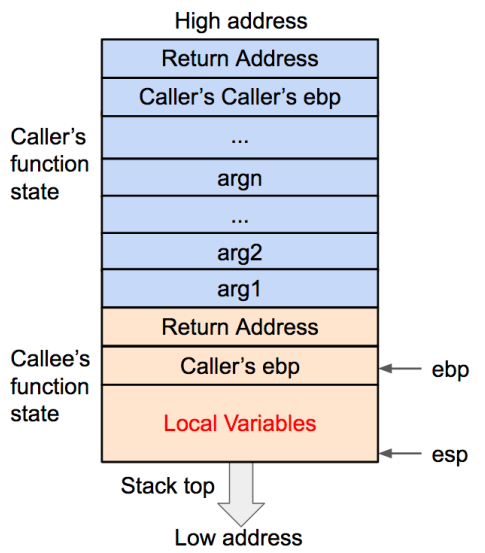 High address
Return Address
Caller’s Caller’s ebp
...
Caller’s
function
state
argn
...
arg2
arg1
Return Address
Callee’s
function
state
Caller’s ebp
ebp
Local Variables
esp
Stack top
Low address